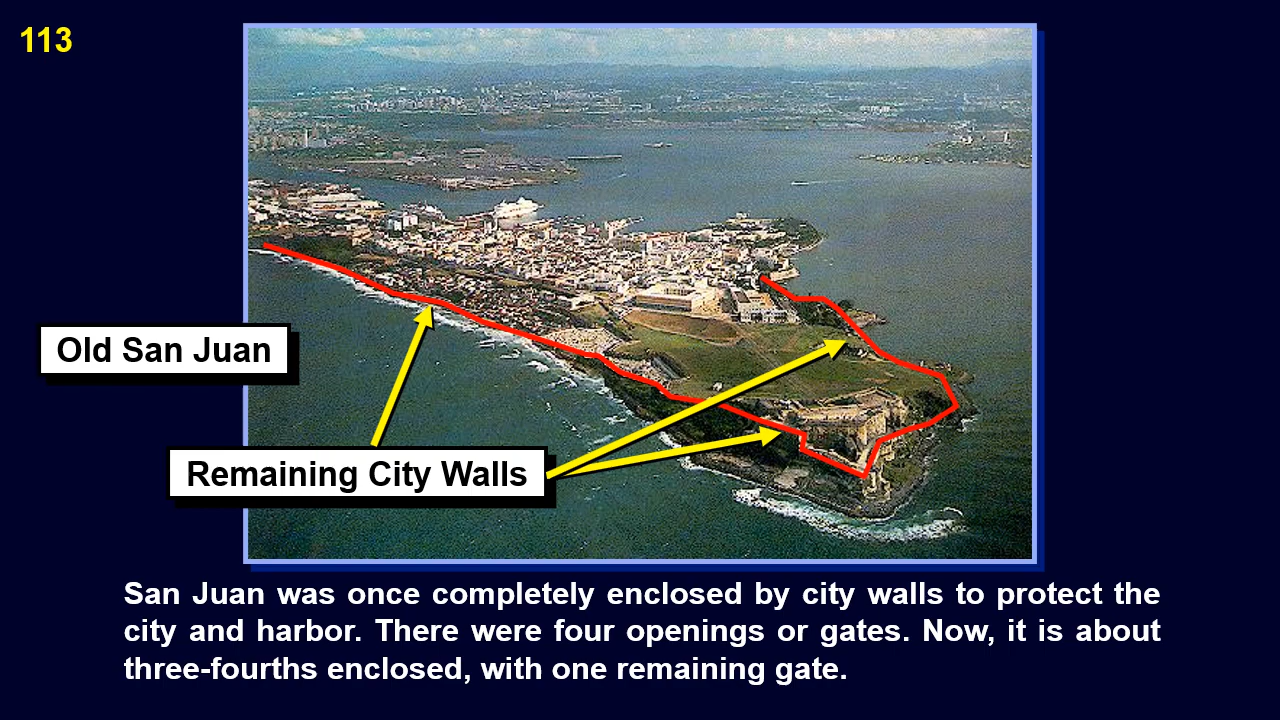 113
Old San Juan
Remaining City Walls
San Juan was once completely enclosed by city walls to protect the
city and harbor. There were four openings or gates. Now, it is about
three-fourths enclosed, with one remaining gate.